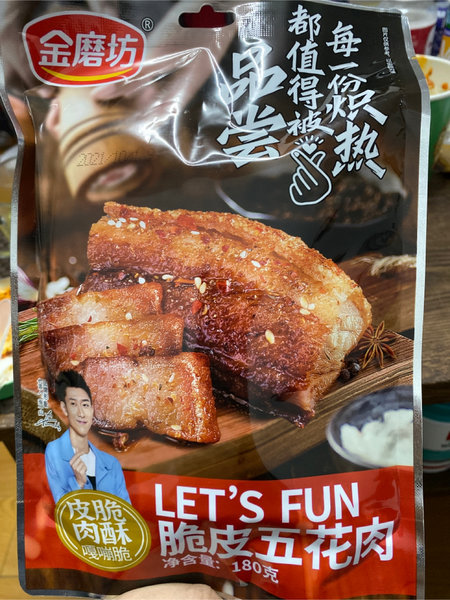 金磨坊®
每一份炽热
都值得被
品尝
皮脆
肉酥
嘎嘣脆
LET'S FUN
脆皮五花肉
净含量: 180克